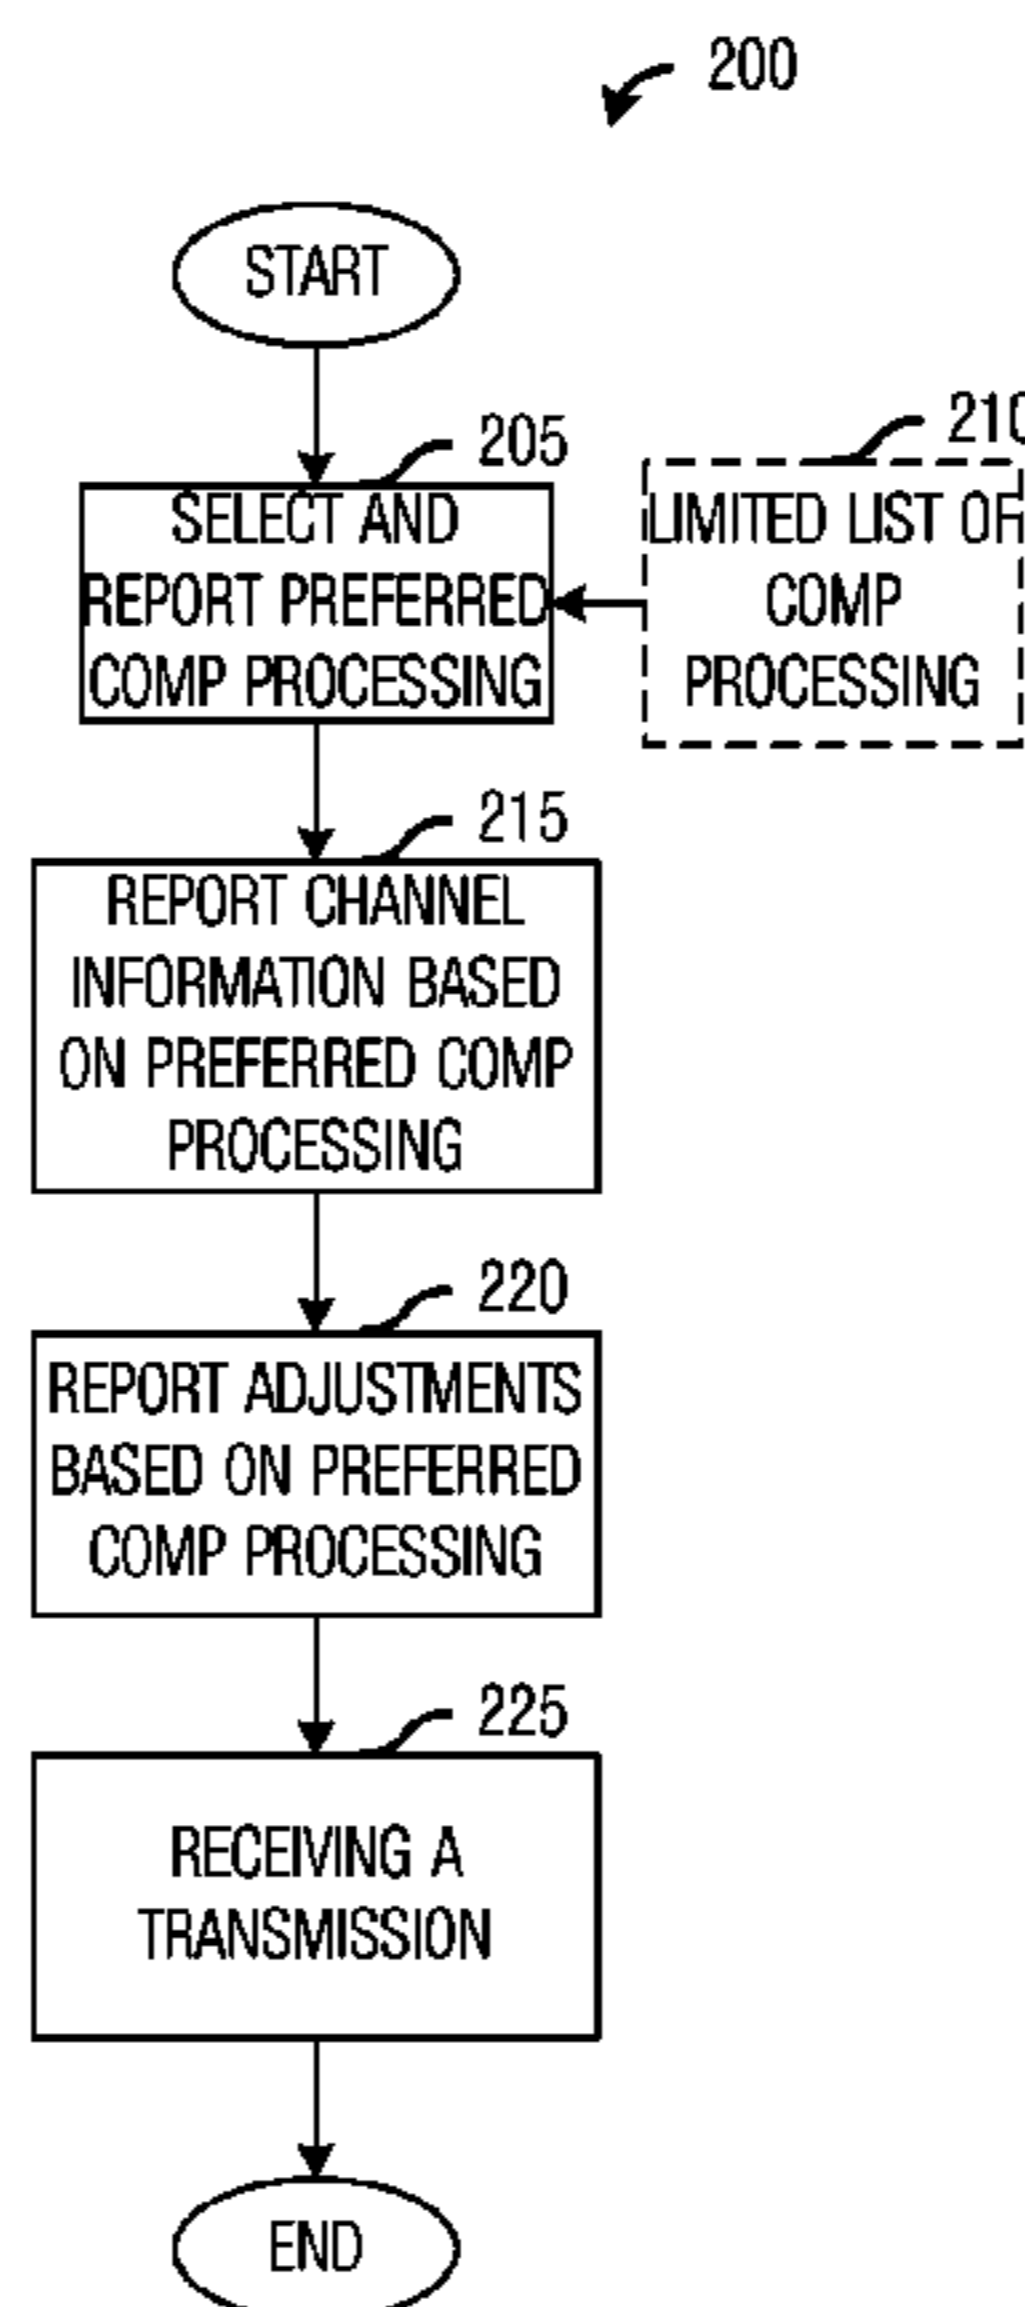 200
START
205
SELECT AND
REPORT PREFERRED
COMP PROCESSING
210
LIMITED LIST OF
COMP
PROCESSING
215
REPORT CHANNEL
INFORMATION BASED
ON PREFERRED COMP
PROCESSING
220
REPORT ADJUSTMENTS
BASED ON PREFERRED
COMP PROCESSING
225
RECEIVING A
TRANSMISSION
END